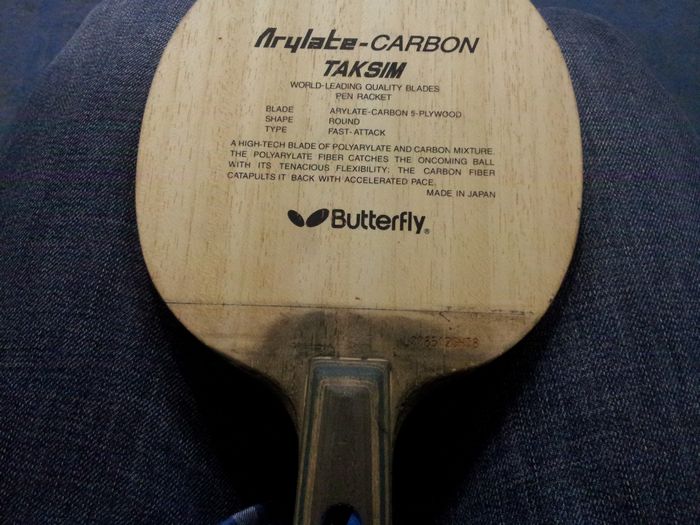 Arylate-CARBON
TAKSIM
WORLD-LEADING QUALITY BLADES
PEN RACKET
BLADE ARYLATE-CARBON 5-PLYWOOD
SHAPE ROUND
TYPE FAST-ATTACK
A HIGH-TECH BLADE OF POLYARYLATE AND CARBON MIXTURE.
THE POLYARYLATE FIBER CATCHES THE ONCOMING BALL
WITH ITS TENACIOUS FLEXIBILITY: THE CARBON FIBER
CATAPULTS IT BACK WITH ACCELERATED PACE.
MADE IN JAPAN
Butterfly®